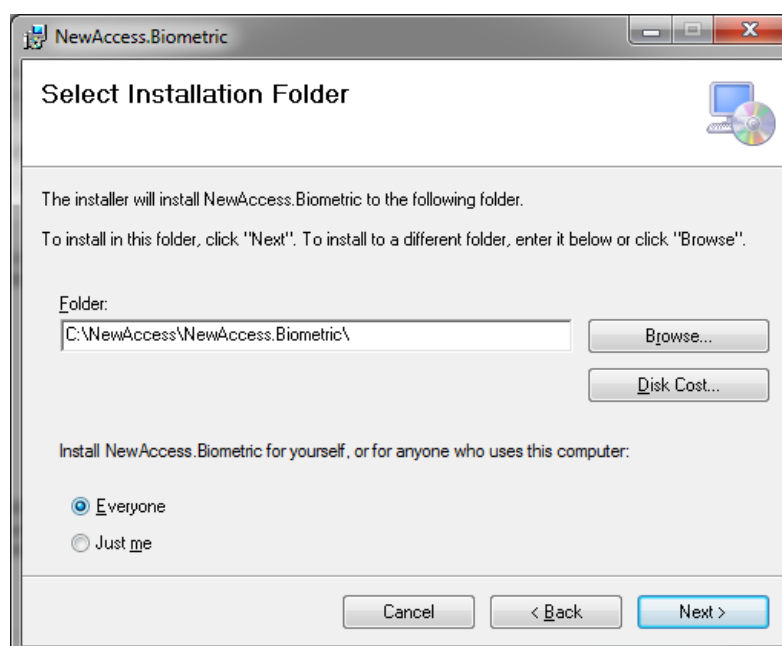 NewAccess.Biometric
Select Installation Folder
The installer will install NewAccess.Biometric to the following folder.
To install in this folder, click "Next". To install to a different folder, enter it below or click "Browse".
Folder:
C:\NewAccess\NewAccess.Biometric\
Browse...
Disk Cost...
Install NewAccess.Biometric for yourself, or for anyone who uses this computer:
Everyone
Just me
Cancel
< Back
Next >